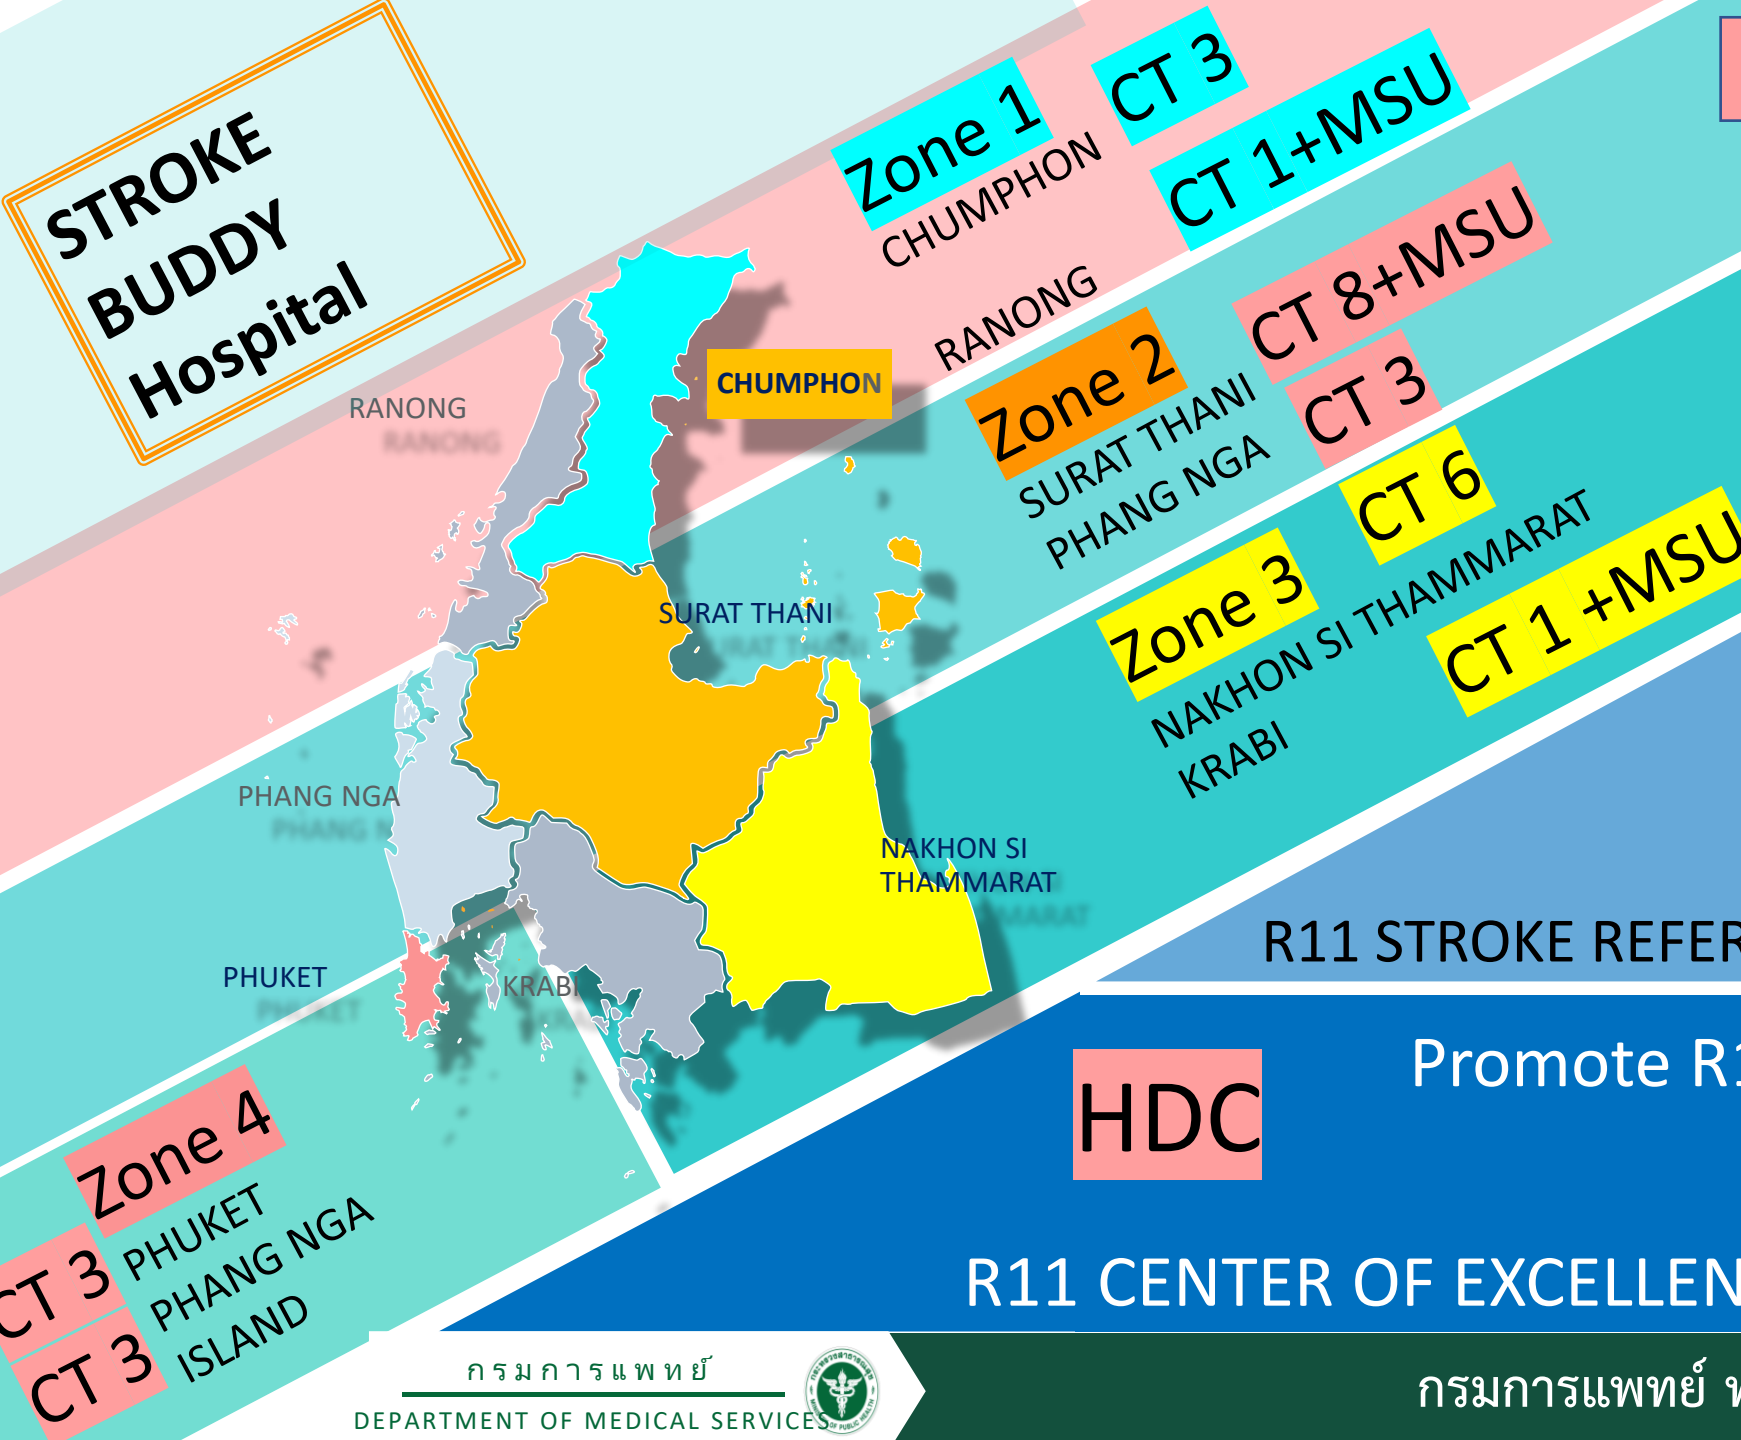 STROKE
BUDDY
Hospital
Zone 1
CT 3
CHUMPHON
CT 1+MSU
RANONG
Zone 2
CT 8+MSU
SURAT THANI
CT 3
PHANG NGA
Zone 3
CT 6
NAKHON SI THAMMARAT
CT 1 +MSU
KRABI
RANONG
CHUMPHON
SURAT THANI
PHANG NGA
NAKHON SI
THAMMARAT
PHUKET
KRABI
Zone 4
CT 3
PHUKET
PHANG NGA
CT 3
ISLAND
R11 STROKE REFER
HDC
Promote R1
R11 CENTER OF EXCELLEN
กรมการแพทย์
DEPARTMENT OF MEDICAL SERVICES
กรมการแพทย์